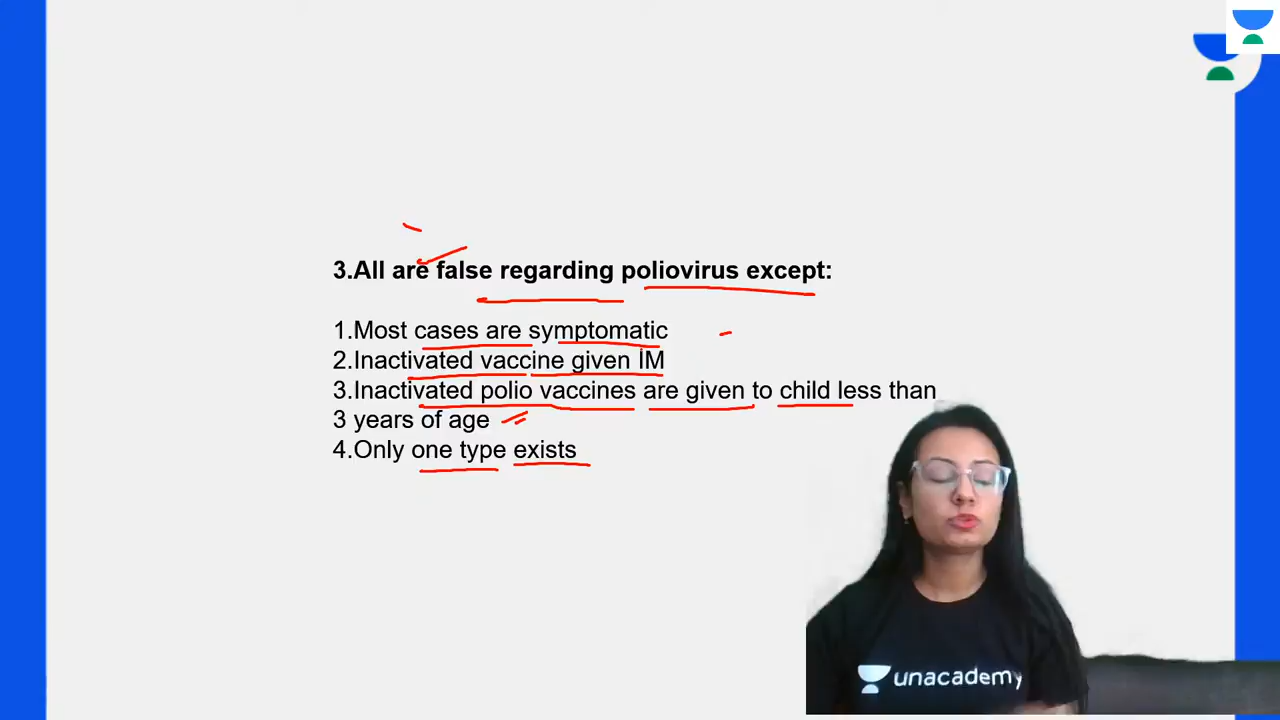 3.All are false regarding poliovirus except:
1.Most cases are symptomatic
2.Inactivated vaccine given IM
3.Inactivated polio vaccines are given to child less than
3 years of age
4.Only one type exists
unacademy